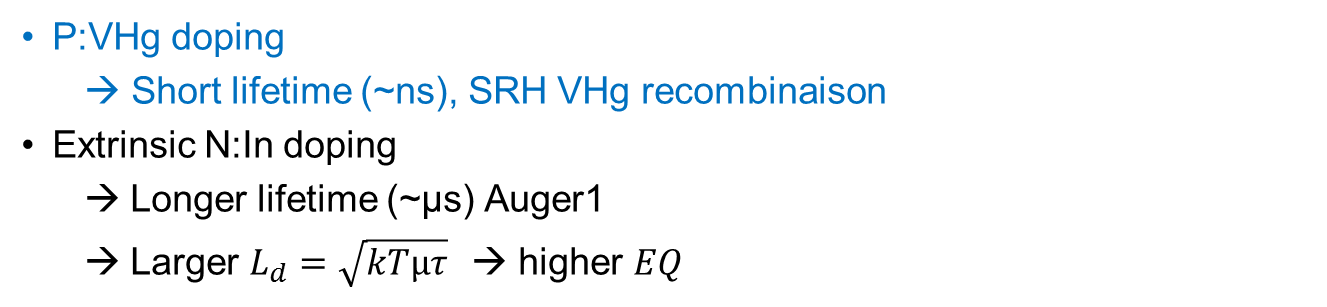 • P:VHg doping
→ Short lifetime (~ns), SRH VHg recombinaison
• Extrinsic N:In doping
→ Longer lifetime (~µs) Auger1
→ Larger L_d = √(kTµτ) → higher EQ